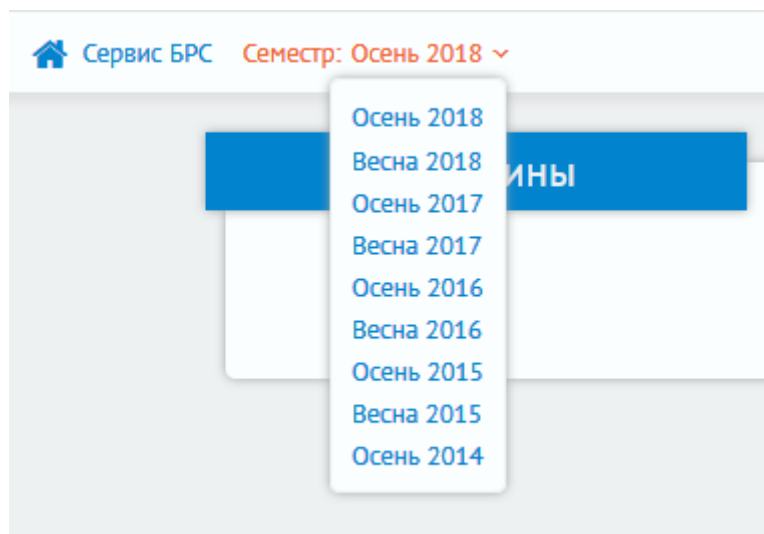 Сервис БРС Семестр: Осень 2018
Осень 2018
Весна 2018
ИНЫ
Осень 2017
Весна 2017
Осень 2016
Весна 2016
Осень 2015
Весна 2015
Осень 2014